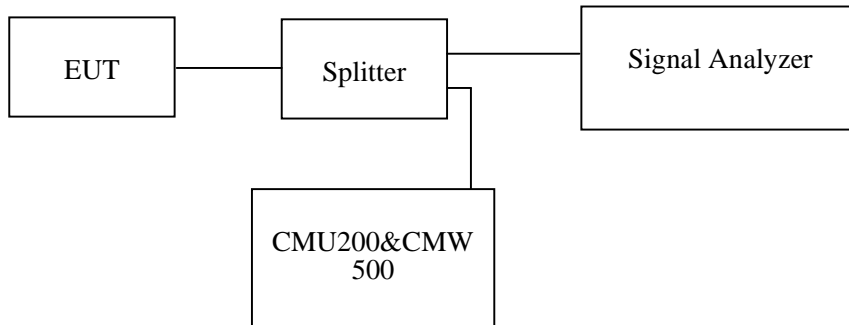 EUT
Splitter
Signal Analyzer
CMU200&CMW
500